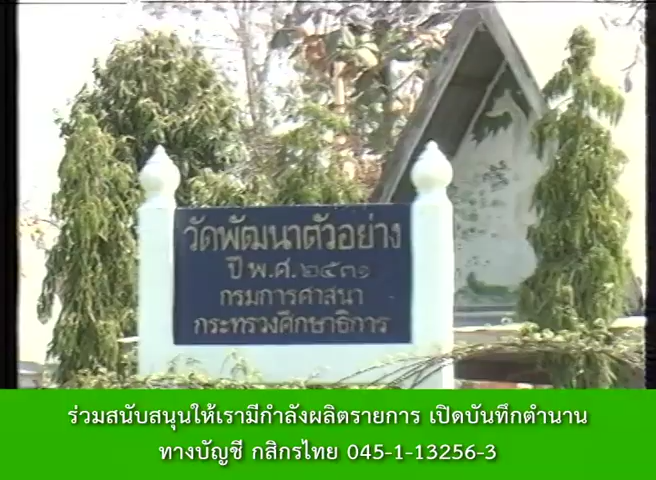 วัดพัฒนาตัวอย่าง
ปี พ.ศ. ๒๕๓๑
กรมการศาสนา
กระทรวงศึกษาธิการ
ร่วมสนับสนุนให้เรามีกำลังผลิตรายการ เปิดบันทึกตำนาน
ทางบัญชี กสิกรไทย 045-1-13256-3